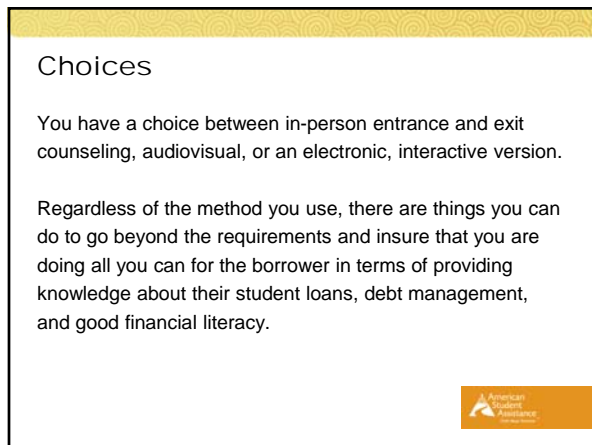 Choices
You have a choice between in-person entrance and exit
counseling, audiovisual, or an electronic, interactive version.
Regardless of the method you use, there are things you can
do to go beyond the requirements and insure that you are
doing all you can for the borrower in terms of providing
knowledge about their student loans, debt management,
and good financial literacy.
American
Student
Assistance